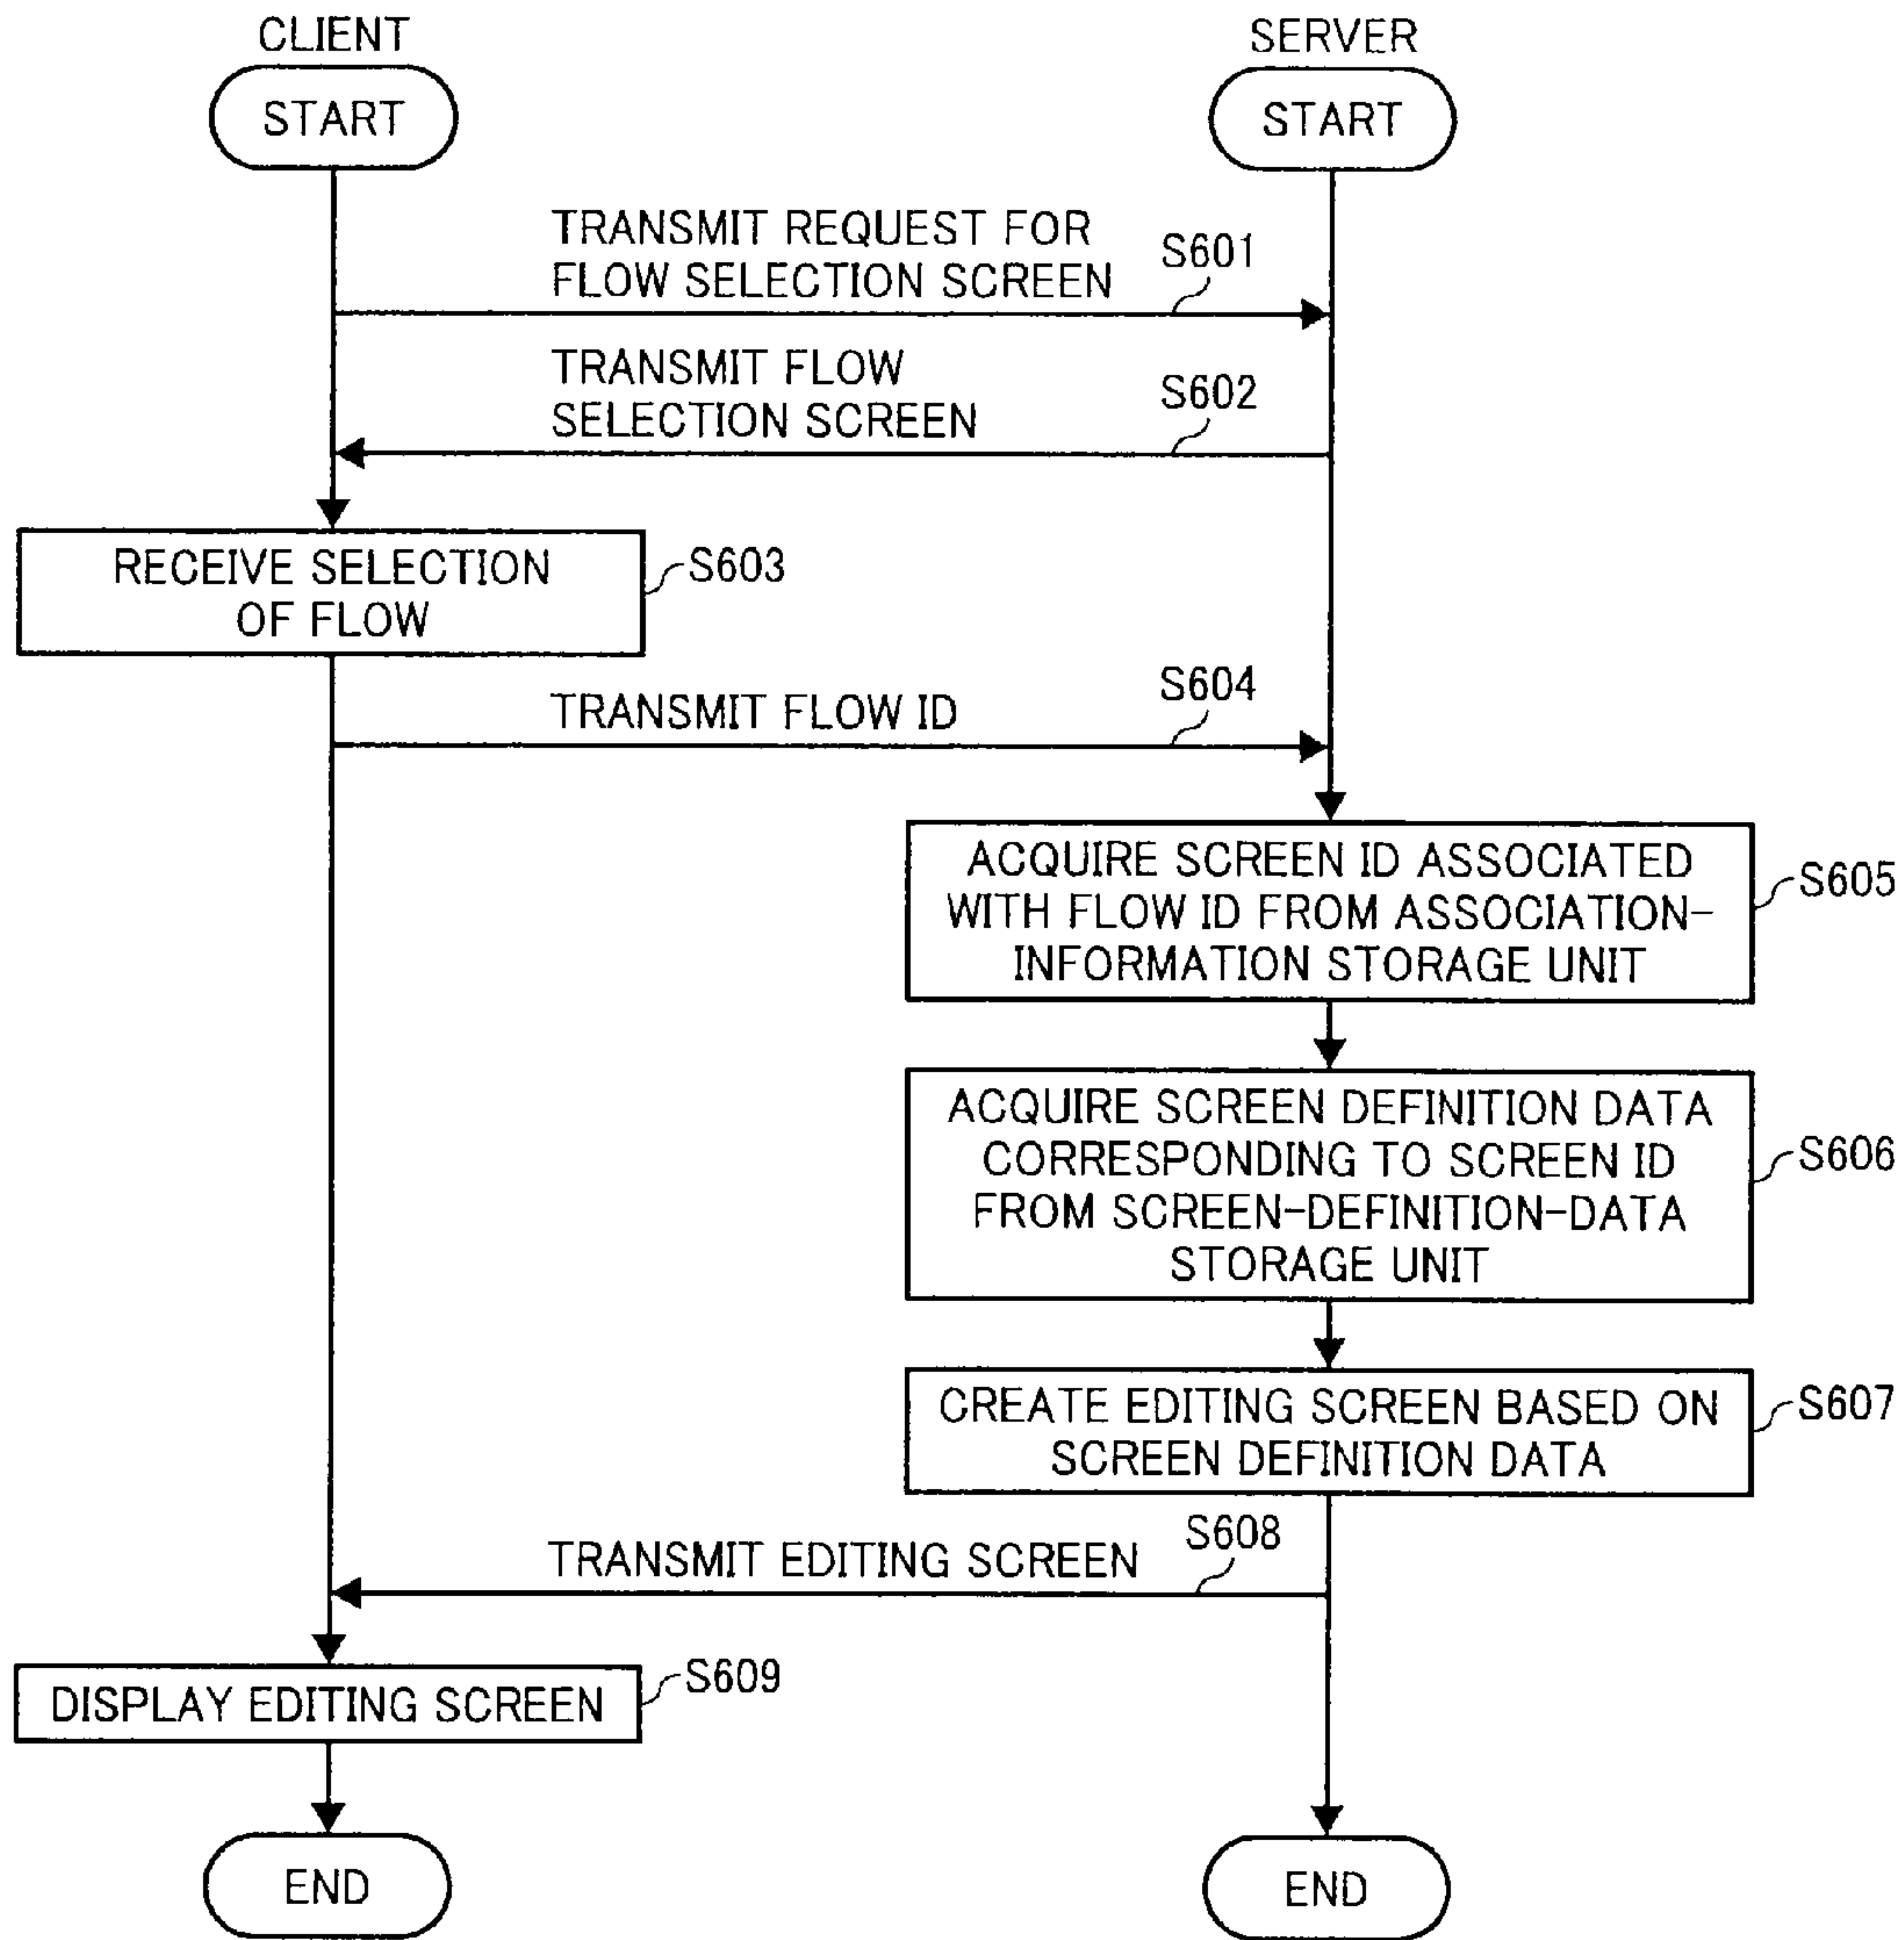 CLIENT
SERVER
START
START
TRANSMIT REQUEST FOR
FLOW SELECTION SCREEN
S601
TRANSMIT FLOW
SELECTION SCREEN
S602
RECEIVE SELECTION
OF FLOW
S603
TRANSMIT FLOW ID
S604
ACQUIRE SCREEN ID ASSOCIATED
WITH FLOW ID FROM ASSOCIATION-
INFORMATION STORAGE UNIT
S605
ACQUIRE SCREEN DEFINITION DATA
CORRESPONDING TO SCREEN ID
FROM SCREEN-DEFINITION-DATA
STORAGE UNIT
S606
CREATE EDITING SCREEN BASED ON
SCREEN DEFINITION DATA
S607
TRANSMIT EDITING SCREEN
S608
DISPLAY EDITING SCREEN
S609
END
END